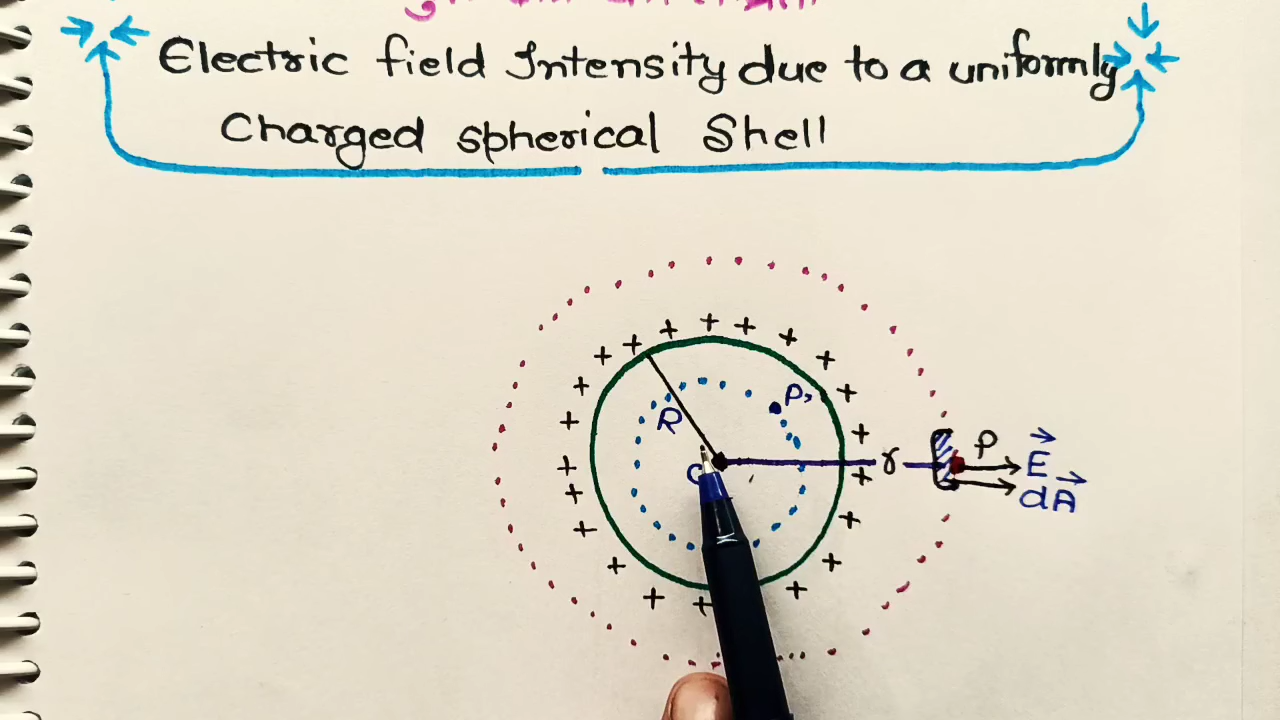 Electric field Intensity due to a uniformly
Charged spherical Shell
P,
R
r
P
E
dA